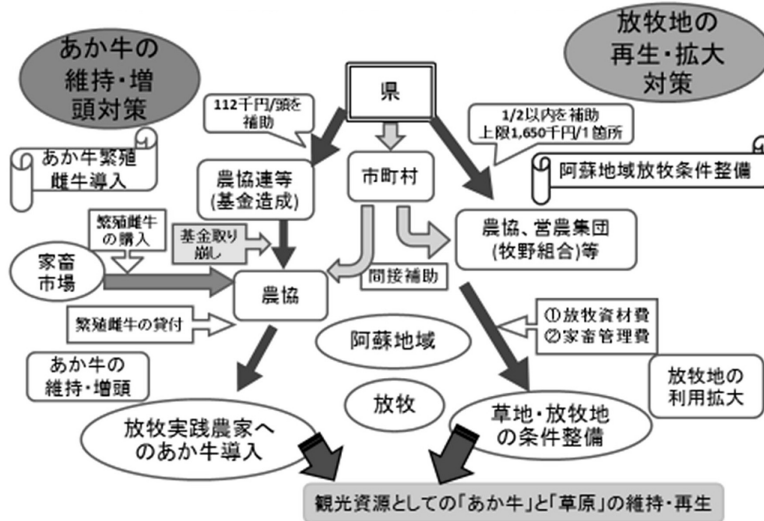 あか牛の
維持・増
頭対策
放牧地の
再生・拡大
対策
県
112千円/頭を
補助
1/2以内を補助
上限1,650千円/1箇所
あか牛繁殖
雌牛導入
農協連等
(基金造成)
市町村
阿蘇地域放牧条件整備
繁殖雌牛
の購入
基金取り
崩し
農協、営農集団
(牧野組合)等
家畜
市場
農協
間接補助
繁殖雌牛の貸付
①放牧資材費
②家畜管理費
阿蘇地域
あか牛の
維持・増頭
放牧地の
利用拡大
放牧
放牧実践農家へ
のあか牛導入
草地・放牧地
の条件整備
観光資源としての「あか牛」と「草原」の維持・再生